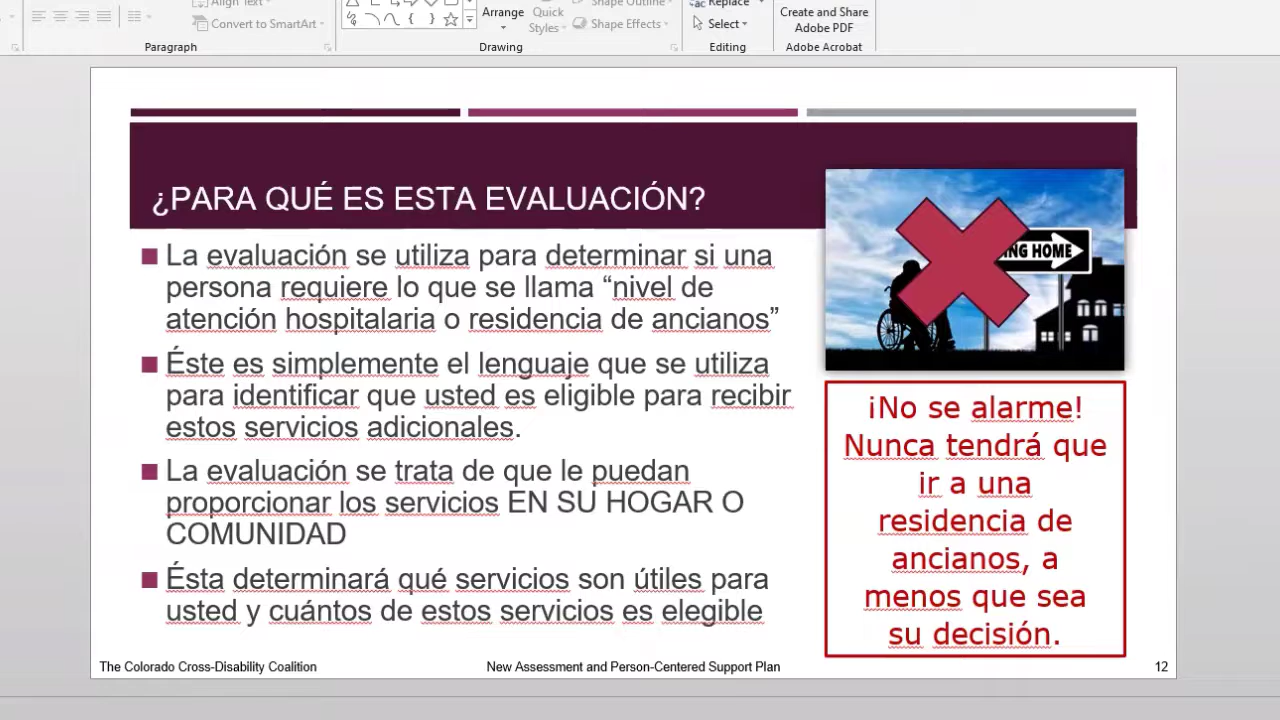 Align Text
Convert to SmartArt
Arrange
Quick
Styles
Shape Outline
Shape Effects
Replace
Select
Create and Share
Adobe PDF
Paragraph
Drawing
Editing
Adobe Acrobat
¿PARA QUÉ ES ESTA EVALUACIÓN?
La evaluación se utiliza para determinar si una
persona requiere lo que se llama “nivel de
atención hospitalaria o residencia de ancianos”
Éste es simplemente el lenguaje que se utiliza
para identificar que usted es eligible para recibir
estos servicios adicionales.
La evaluación se trata de que le puedan
proporcionar los servicios EN SU HOGAR O
COMUNIDAD
Ésta determinará qué servicios son útiles para
usted y cuántos de estos servicios es elegible
HOME
¡No se alarme!
Nunca tendrá que
ir a una
residencia de
ancianos, a
menos que sea
su decisión.
The Colorado Cross-Disability Coalition
New Assessment and Person-Centered Support Plan
12